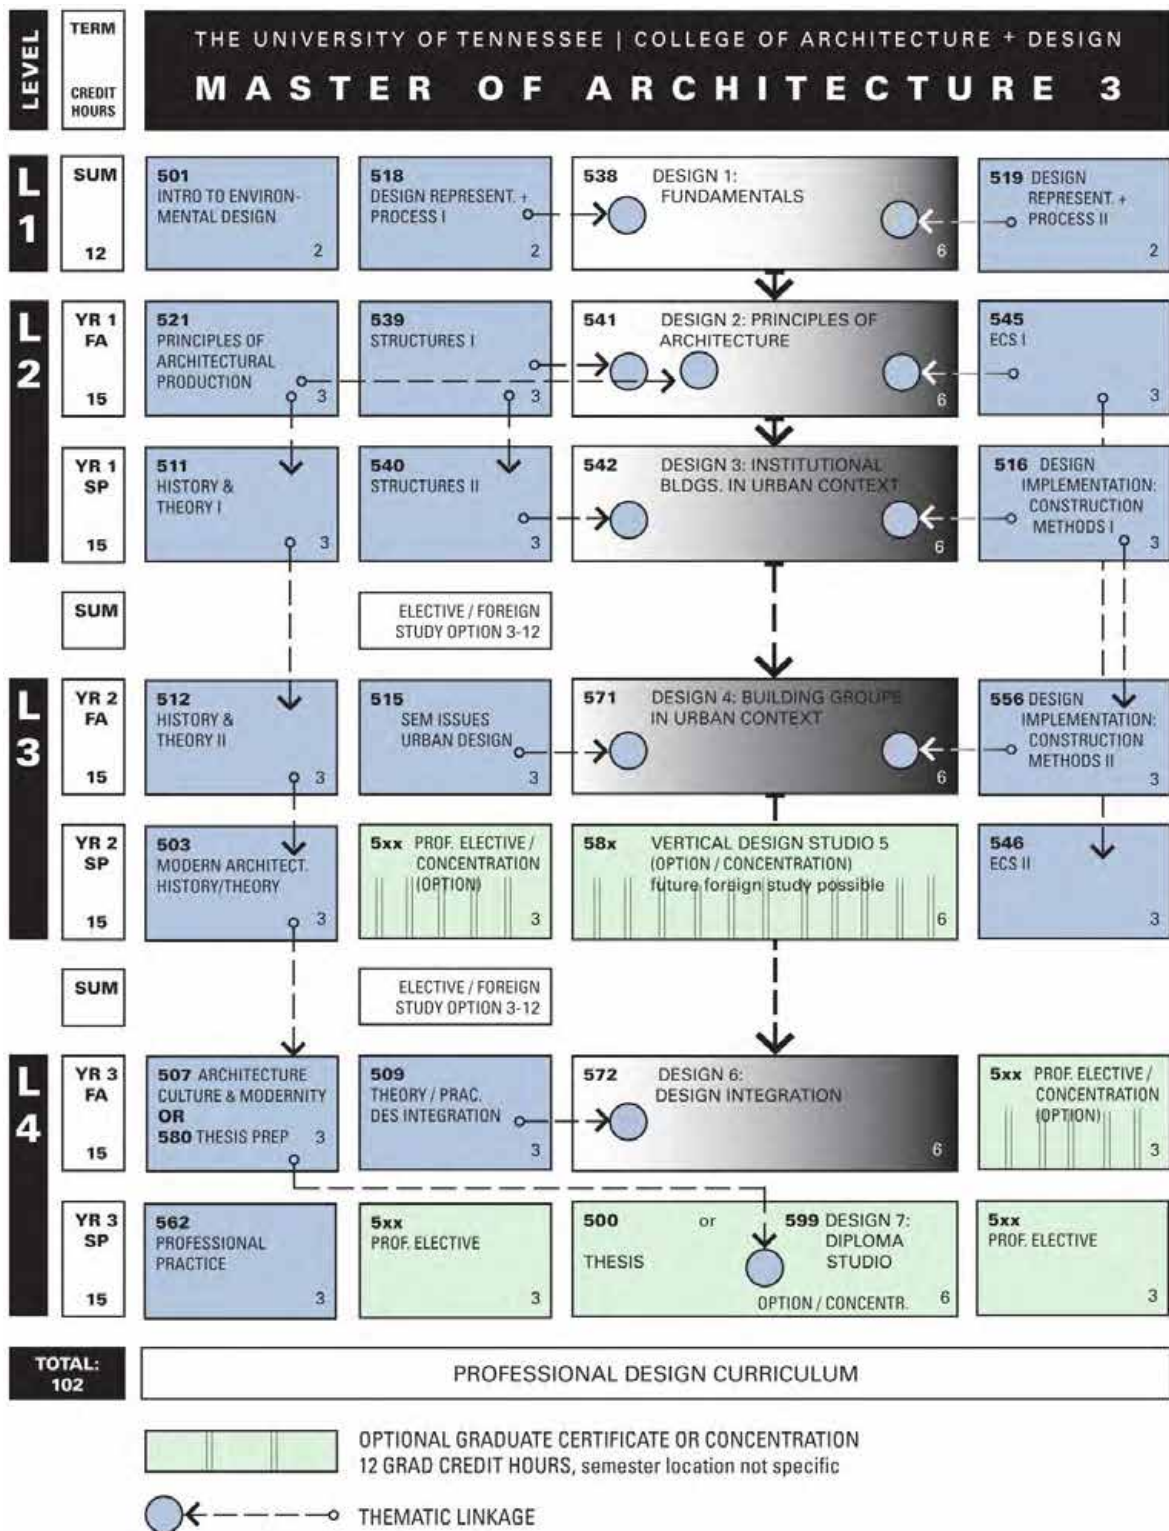 LEVEL
TERM
CREDIT
HOURS
THE UNIVERSITY OF TENNESSEE | COLLEGE OF ARCHITECTURE + DESIGN
MASTER OF ARCHITECTURE 3
L
1
SUM
12
501
INTRO TO ENVIRON-
MENTAL DESIGN
2
518
DESIGN REPRESENT. +
PROCESS I
2
538 DESIGN 1:
FUNDAMENTALS
6
519 DESIGN
REPRESENT. +
PROCESS II
2
L
2
YR 1
FA
15
521
PRINCIPLES OF
ARCHITECTURAL
PRODUCTION
3
539
STRUCTURES I
3
541 DESIGN 2: PRINCIPLES OF
ARCHITECTURE
6
545
ECS I
3
YR 1
SP
15
511
HISTORY &
THEORY I
3
540
STRUCTURES II
3
542 DESIGN 3: INSTITUTIONAL
BLDGS. IN URBAN CONTEXT
6
516 DESIGN
IMPLEMENTATION:
CONSTRUCTION
METHODS I
3
SUM
ELECTIVE / FOREIGN
STUDY OPTION 3-12
L
3
YR 2
FA
15
512
HISTORY &
THEORY II
3
515
SEM ISSUES
URBAN DESIGN
3
571 DESIGN 4: BUILDING GROUPS
IN URBAN CONTEXT
6
556 DESIGN
IMPLEMENTATION:
CONSTRUCTION
METHODS II
3
YR 2
SP
15
503
MODERN ARCHITECT.
HISTORY/THEORY
3
5xx PROF. ELECTIVE /
CONCENTRATION
(OPTION)
3
58x VERTICAL DESIGN STUDIO 5
(OPTION / CONCENTRATION)
future foreign study possible
6
546
ECS II
3
SUM
ELECTIVE / FOREIGN
STUDY OPTION 3-12
L
4
YR 3
FA
15
507 ARCHITECTURE
CULTURE & MODERNITY
OR
580 THESIS PREP 3
509
THEORY / PRAC.
DES INTEGRATION
3
572 DESIGN 6:
DESIGN INTEGRATION
6
5xx PROF. ELECTIVE /
CONCENTRATION
(OPTION)
3
YR 3
SP
15
562
PROFESSIONAL
PRACTICE
3
5xx
PROF. ELECTIVE
3
500 or 599 DESIGN 7:
DIPLOMA
THESIS STUDIO
OPTION / CONCENTR. 6
5xx
PROF. ELECTIVE
3
TOTAL:
102
PROFESSIONAL DESIGN CURRICULUM
OPTIONAL GRADUATE CERTIFICATE OR CONCENTRATION
12 GRAD CREDIT HOURS, semester location not specific
THEMATIC LINKAGE